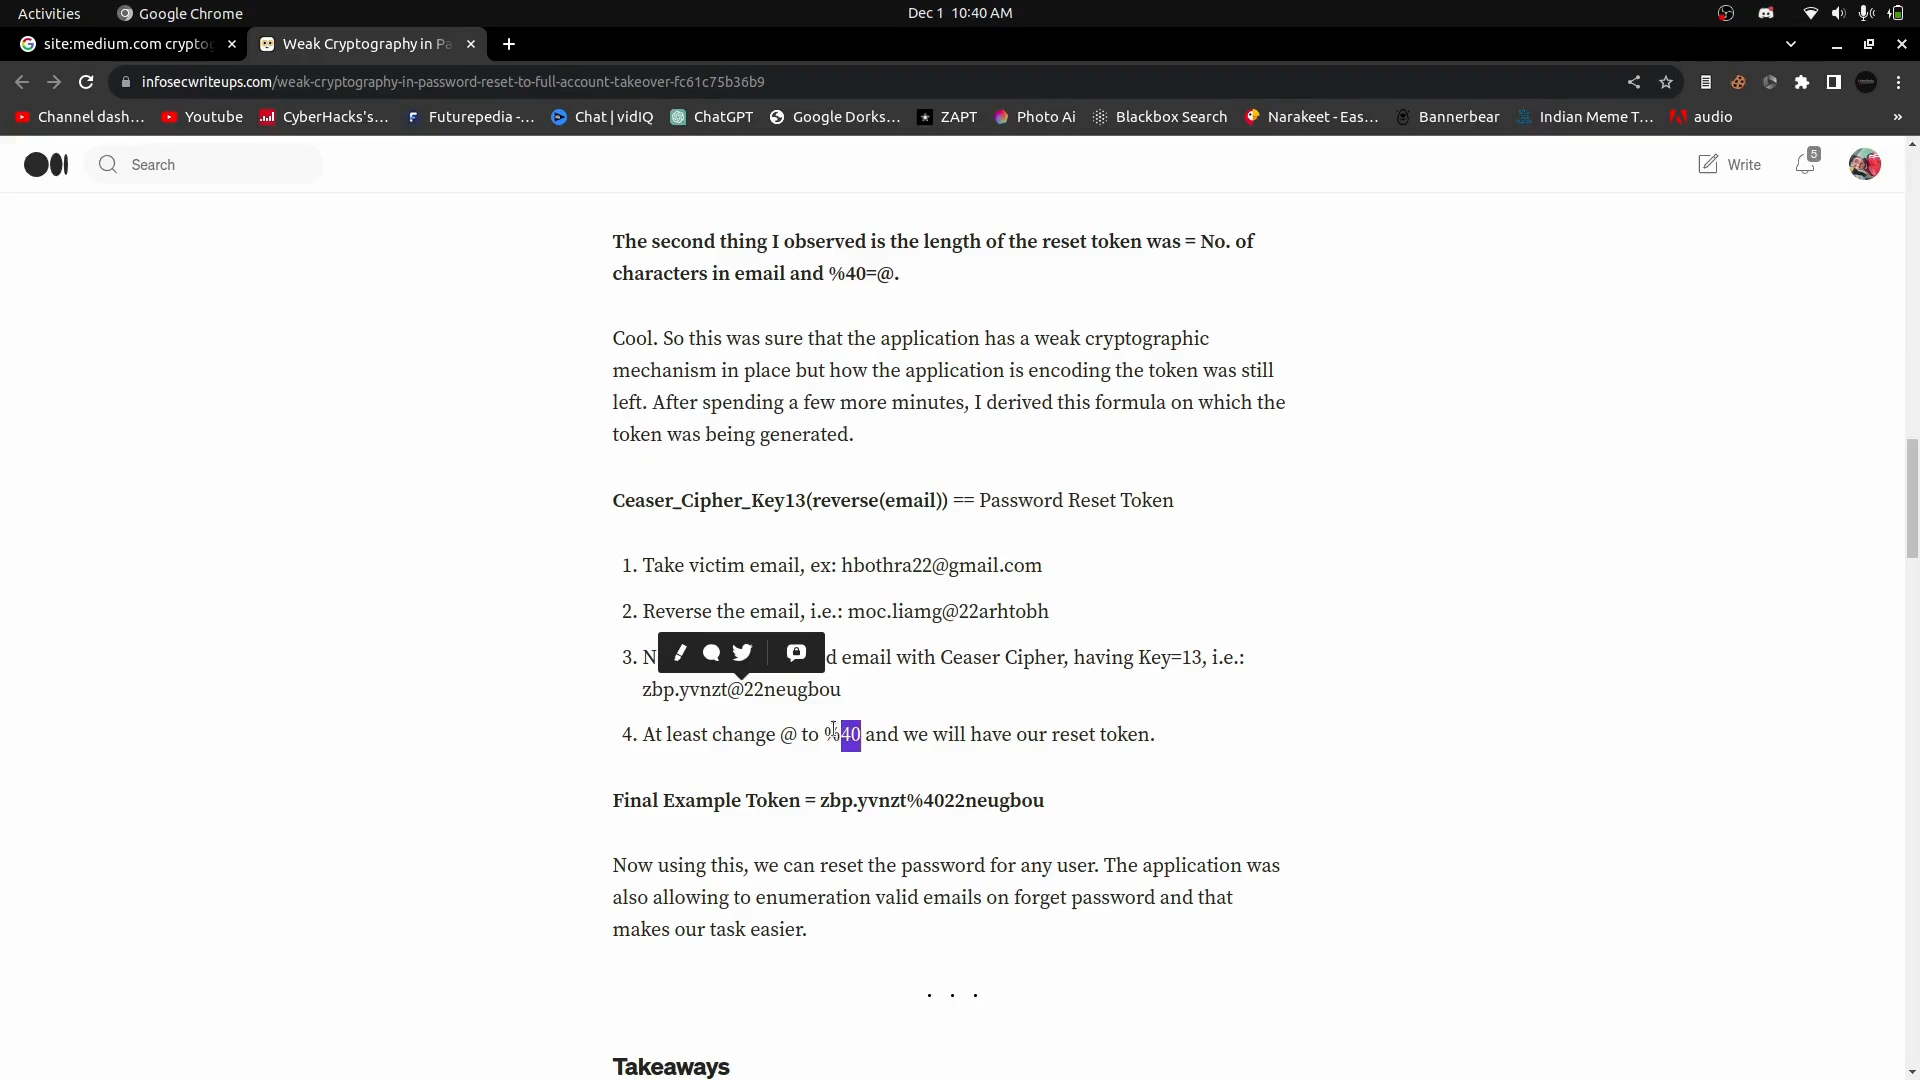 Activities Google Chrome Dec 1 10:40 AM
site:medium.com cryptog Weak Cryptography in Pa
infosecwriteups.com/weak-cryptography-in-password-reset-to-full-account-takeover-fc61c75b36b9
Channel dash... Youtube CyberHacks's... Futurepedia -... Chat | vidIQ ChatGPT Google Dorks... ZAPT Photo Ai Blackbox Search Narakeet - Eas... Bannerbear Indian Meme T... audio »
Search Write 5
The second thing I observed is the length of the reset token was = No. of
characters in email and %40=@.
Cool. So this was sure that the application has a weak cryptographic
mechanism in place but how the application is encoding the token was still
left. After spending a few more minutes, I derived this formula on which the
token was being generated.
Ceaser_Cipher_Key13(reverse(email)) == Password Reset Token
1. Take victim email, ex: hbothra22@gmail.com
2. Reverse the email, i.e.: moc.liamg@22arhtobh
3. N d email with Ceaser Cipher, having Key=13, i.e.:
zbp.yvnzt@22neugbou
4. At least change @ to %40 and we will have our reset token.
Final Example Token = zbp.yvnzt%4022neugbou
Now using this, we can reset the password for any user. The application was
also allowing to enumeration valid emails on forget password and that
makes our task easier.
. . .
Takeaways